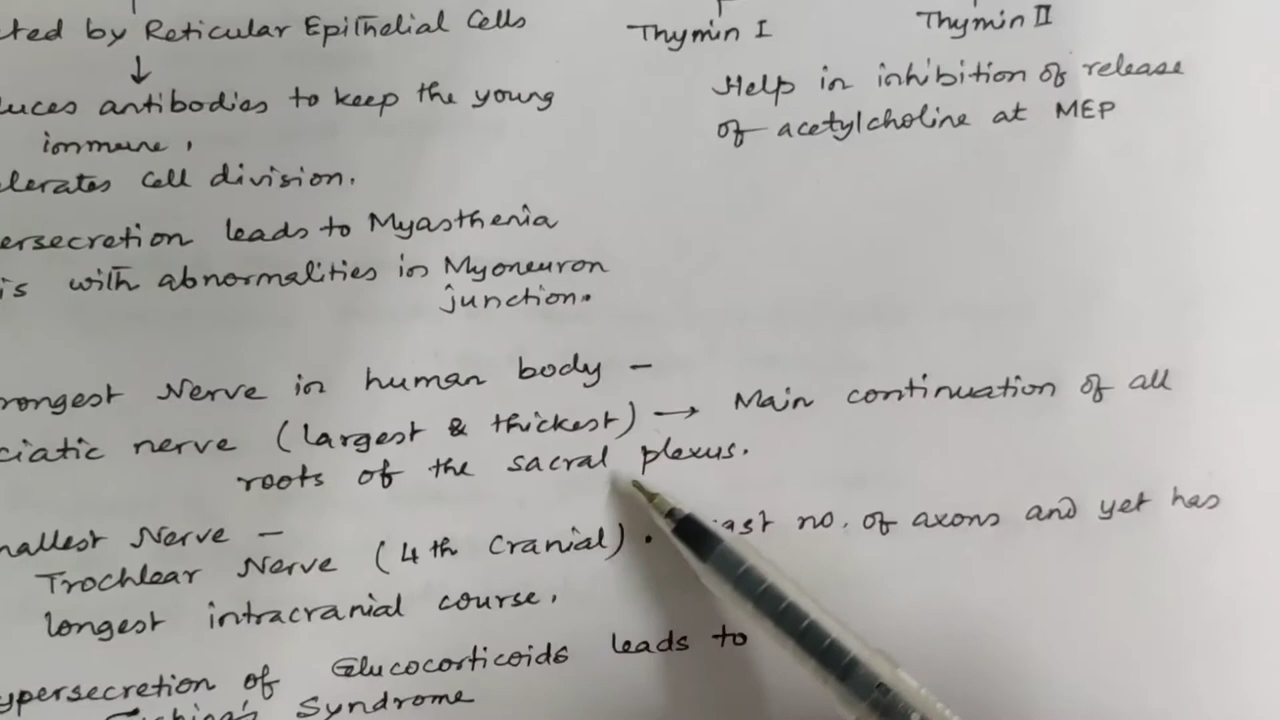 ted by Reticular Epithelial Cells
Thymin I
Thymin II
↓
uces antibodies to keep the young
immune,
Help in inhibition of release
of acetylcholine at MEP
lerates cell division.
ersecretion leads to Myasthenia
is with abnormalities in Myoneuron
junction.
rongest Nerve in human body –
ciatic nerve (largest & thickest) → Main continuation of all
roots of the sacral plexus.
mallest Nerve –
Trochlear Nerve (4th Cranial). no. of axons and yet has
longest intracranial course.
ypersecretion of Glucocorticoids leads to
Syndrome